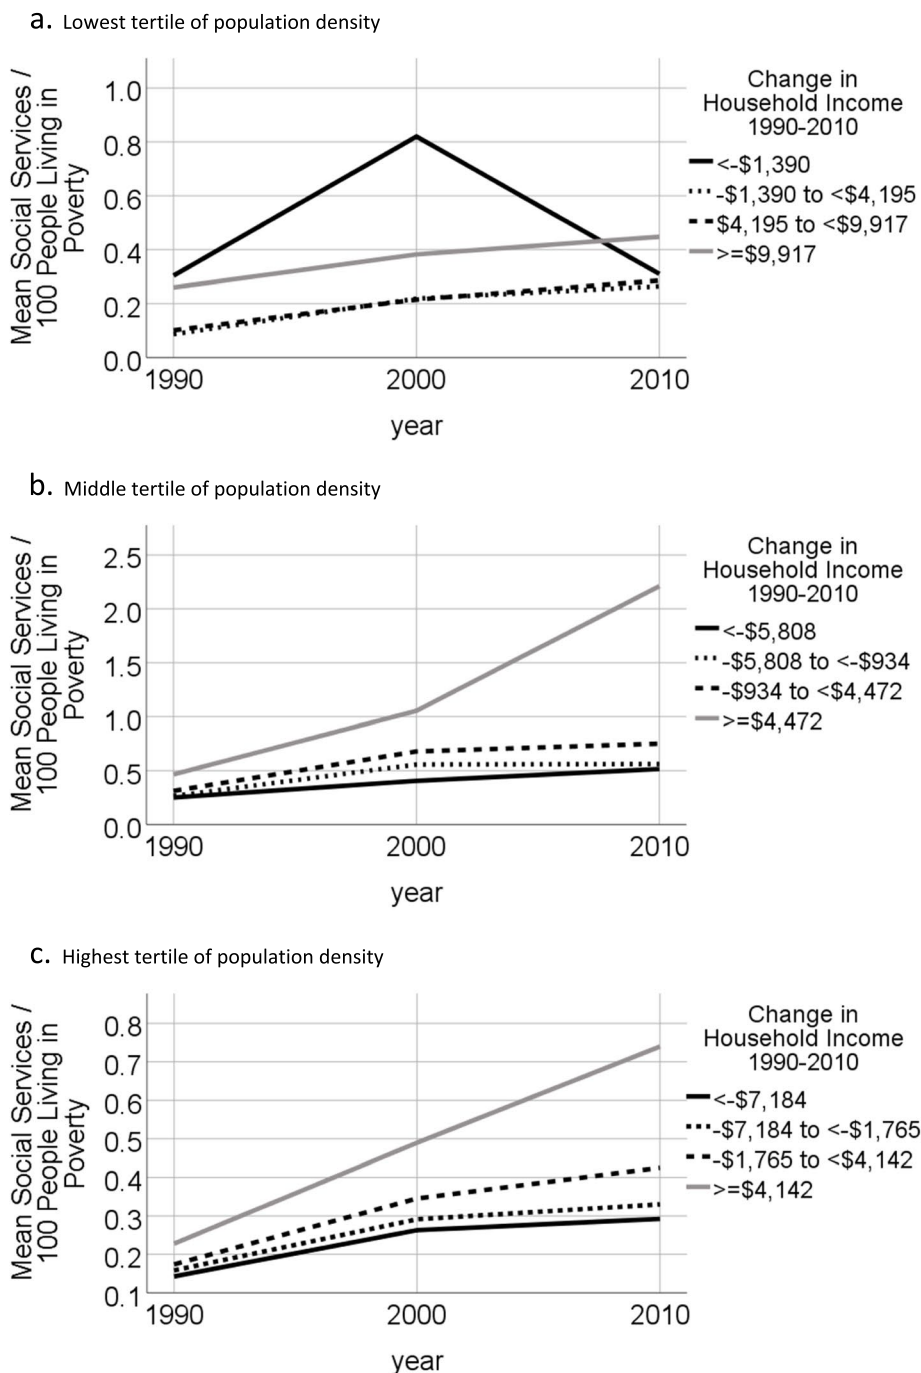 a. Lowest tertile of population density
Mean Social Services /
100 People Living in
Poverty
1.0
0.8
0.6
0.4
0.2
0.0
1990 2000 2010
year
Change in
Household Income
1990-2010
<-$1,390
-$1,390 to <$4,195
$4,195 to <$9,917
>=$9,917
b. Middle tertile of population density
Mean Social Services /
100 People Living in
Poverty
2.5
2.0
1.5
1.0
0.5
0.0
1990 2000 2010
year
Change in
Household Income
1990-2010
<-$5,808
-$5,808 to <-$934
-$934 to <$4,472
>=$4,472
c. Highest tertile of population density
Mean Social Services /
100 People Living in
Poverty
0.8
0.7
0.6
0.5
0.4
0.3
0.2
0.1
1990 2000 2010
year
Change in
Household Income
1990-2010
<-$7,184
-$7,184 to <-$1,765
-$1,765 to <$4,142
>=$4,142